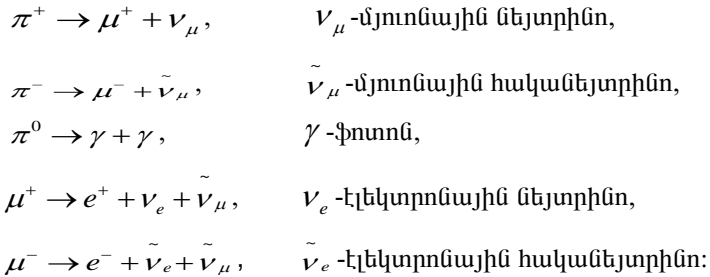 π⁺ → μ⁺ + ν_μ, ν_μ -մյուոնային նեյտրինո,
π⁻ → μ⁻ + ν̃_μ, ν̃_μ -մյուոնային հականեյտրինո,
π⁰ → γ + γ, γ -ֆոտոն,
μ⁺ → e⁺ + ν_e + ν̃_μ, ν_e -էլեկտրոնային նեյտրինո,
μ⁻ → e⁻ + ν̃_e + ν̃_μ, ν̃_e -էլեկտրոնային հականեյտրինո: